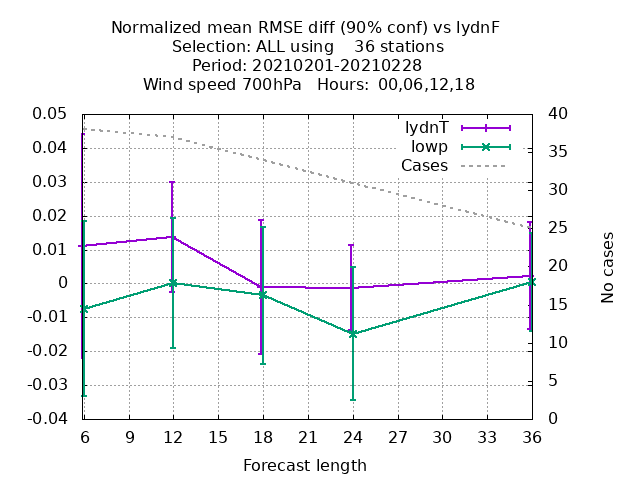 Normalized mean RMSE diff (90% conf) vs lydnF
Selection: ALL using    36 stations
Period: 20210201-20210228
Wind speed 700hPa   Hours:  00,06,12,18
lydnT
lowp
Cases
0.05
0.04
0.03
0.02
0.01
0
-0.01
-0.02
-0.03
-0.04
40
35
30
25
20
15
10
5
0
No cases
6 9 12 15 18 21 24 27 30 33 36
Forecast length